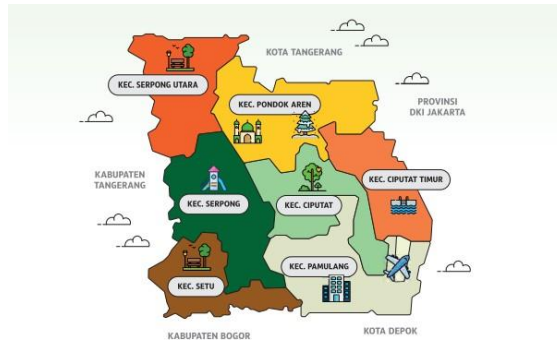 KOTA TANGERANG
KEC. SERPONG UTARA
KEC. PONDOK AREN
PROVINSI
DKI JAKARTA
KABUPATEN
TANGERANG
KEC. CIPUTAT TIMUR
KEC. SERPONG
KEC. CIPUTAT
KEC. PAMULANG
KEC. SETU
KABUPATEN BOGOR
KOTA DEPOK